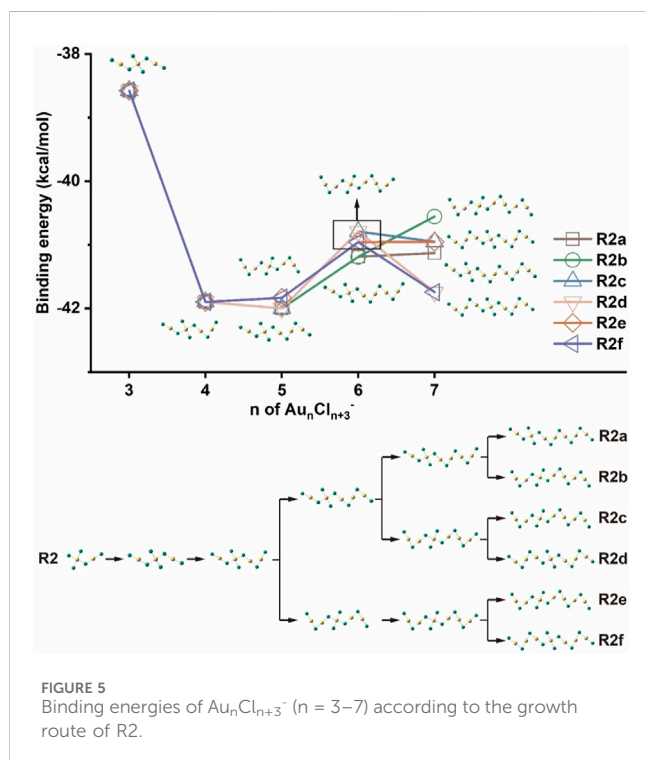 -38
-40
-42
Binding energy (kcal/mol)
3 4 5 6 7
n of AuₙClₙ₊₃⁻
R2a
R2b
R2c
R2d
R2e
R2f
R2a
R2b
R2c
R2 R2d
R2e
R2f
FIGURE 5
Binding energies of AuₙClₙ₊₃⁻ (n = 3–7) according to the growth
route of R2.